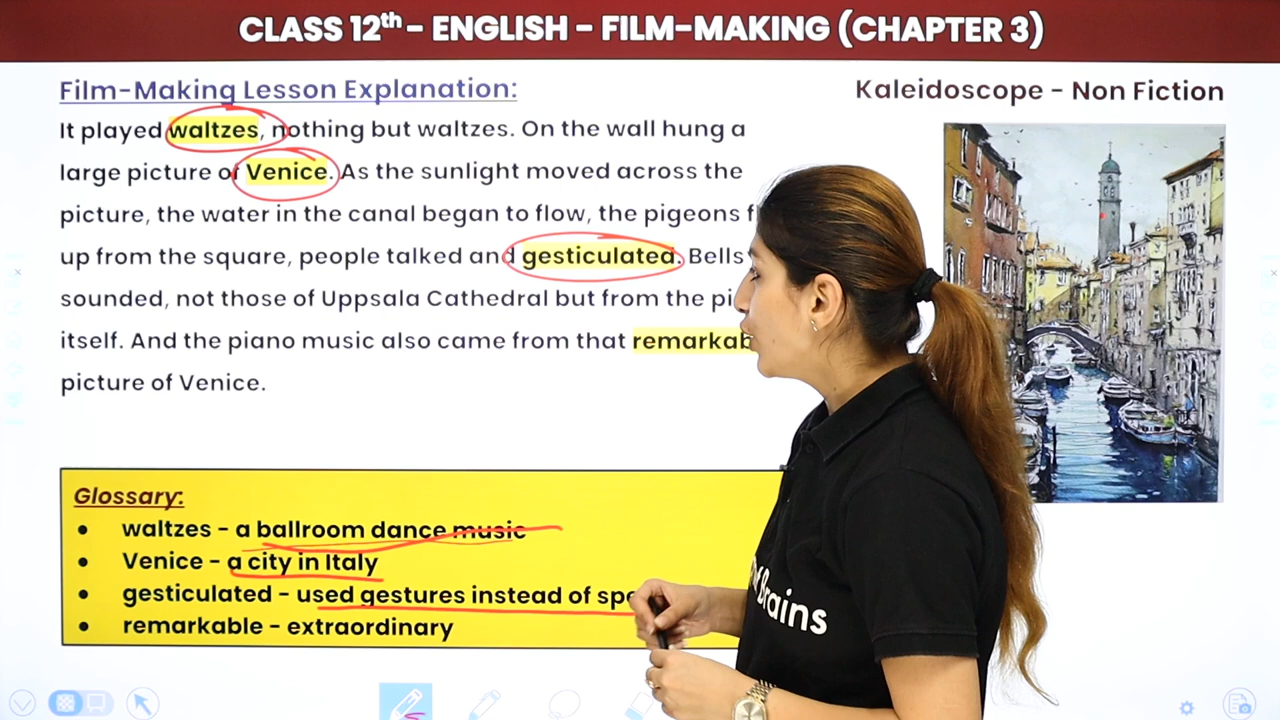 CLASS 12th - ENGLISH - FILM-MAKING (CHAPTER 3)
Film-Making Lesson Explanation:
Kaleidoscope - Non Fiction
It played waltzes, nothing but waltzes. On the wall hung a
large picture of Venice. As the sunlight moved across the
picture, the water in the canal began to flow, the pigeons
up from the square, people talked and gesticulated. Bells
sounded, not those of Uppsala Cathedral but from the
itself. And the piano music also came from that
picture of Venice.
Glossary:
• waltzes - a ballroom dance music
• Venice - a city in Italy
• gesticulated - used gestures instead of
• remarkable - extraordinary
Brains